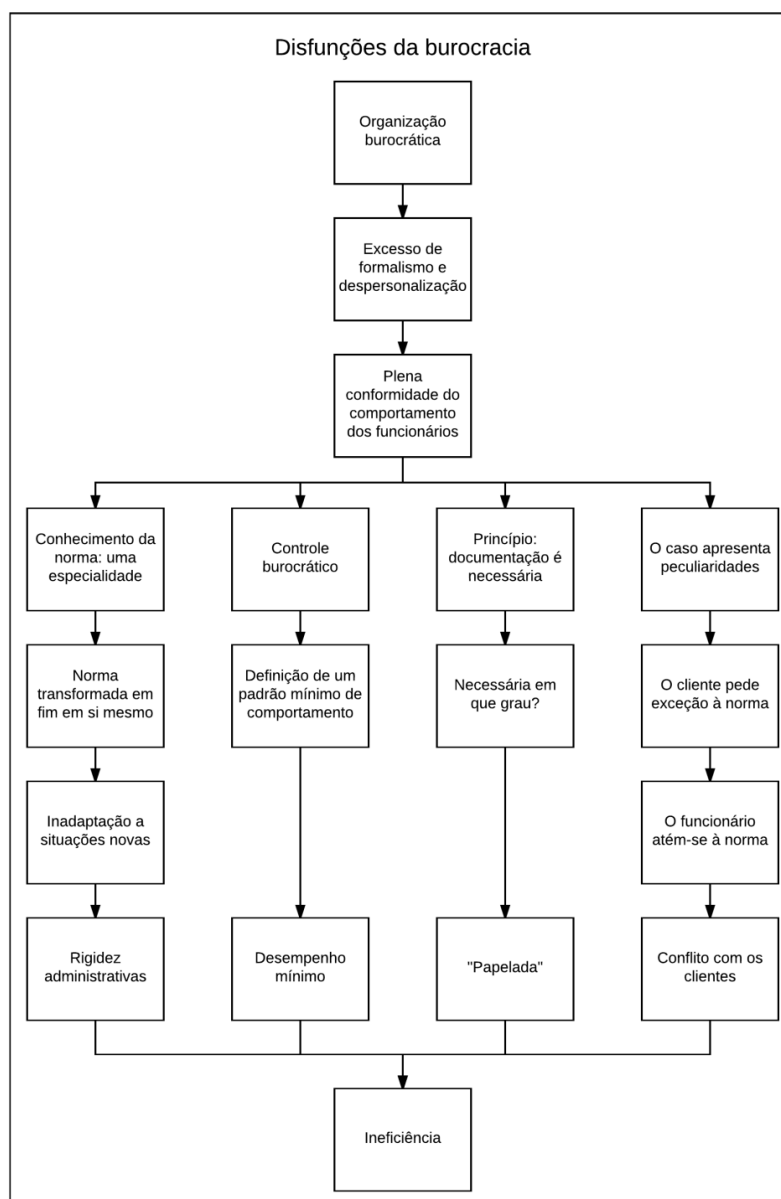 Disfunções da burocracia
Organização
burocrática
Excesso de
formalismo e
despersonalização
Plena
conformidade do
comportamento
dos funcionários
Conhecimento da
norma: uma
especialidade
Controle
burocrático
Princípio:
documentação é
necessária
O caso apresenta
peculiaridades
Norma
transformada em
fim em si mesmo
Definição de um
padrão mínimo de
comportamento
Necessária em
que grau?
O cliente pede
exceção à norma
Inadaptação a
situações novas
O funcionário
atém-se à norma
Rigidez
administrativas
Desempenho
mínimo
"Papelada"
Conflito com os
clientes
Ineficiência